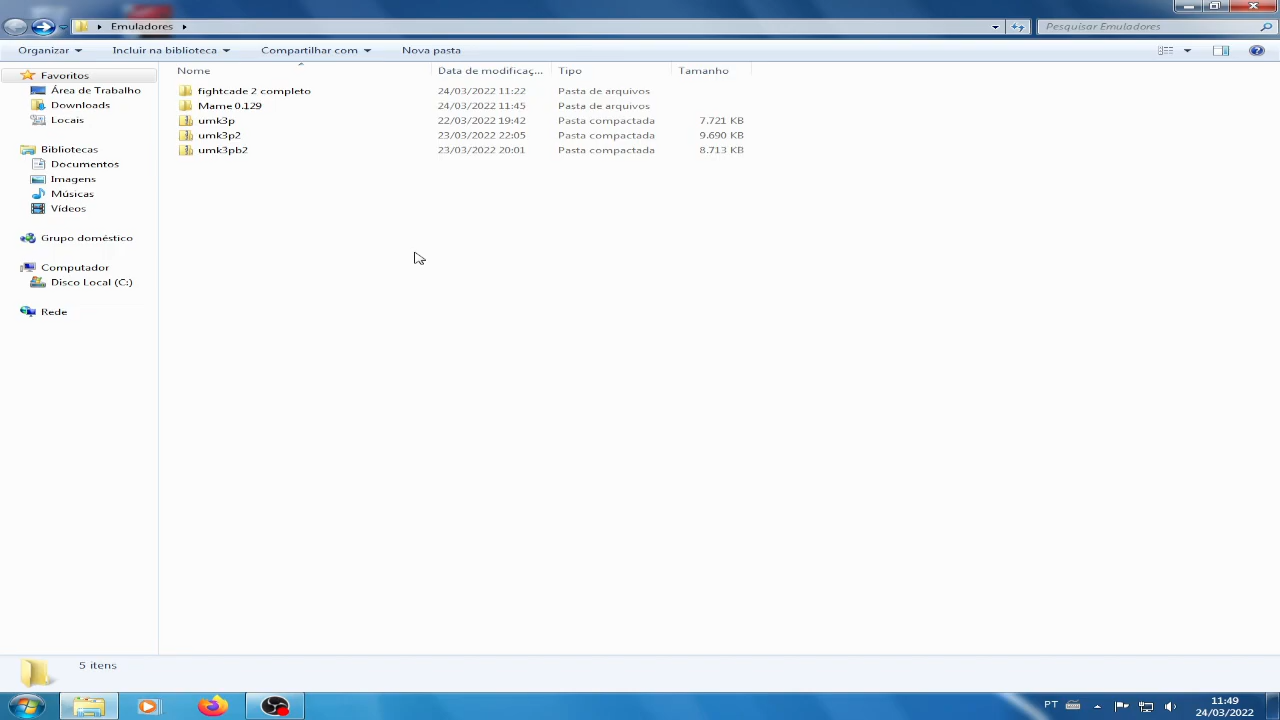 Emuladores
Pesquisar Emuladores
Organizar Incluir na biblioteca Compartilhar com Nova pasta
Nome Data de modificaç... Tipo Tamanho
fightcade 2 completo 24/03/2022 11:22 Pasta de arquivos
Mame 0.129 24/03/2022 11:45 Pasta de arquivos
umk3p 22/03/2022 19:42 Pasta compactada 7.721 KB
umk3p2 23/03/2022 22:05 Pasta compactada 9.690 KB
umk3pb2 23/03/2022 20:01 Pasta compactada 8.713 KB
Favoritos
Área de Trabalho
Downloads
Locais
Bibliotecas
Documentos
Imagens
Músicas
Vídeos
Grupo doméstico
Computador
Disco Local (C:)
Rede
5 itens
PT
11:49
24/03/2022